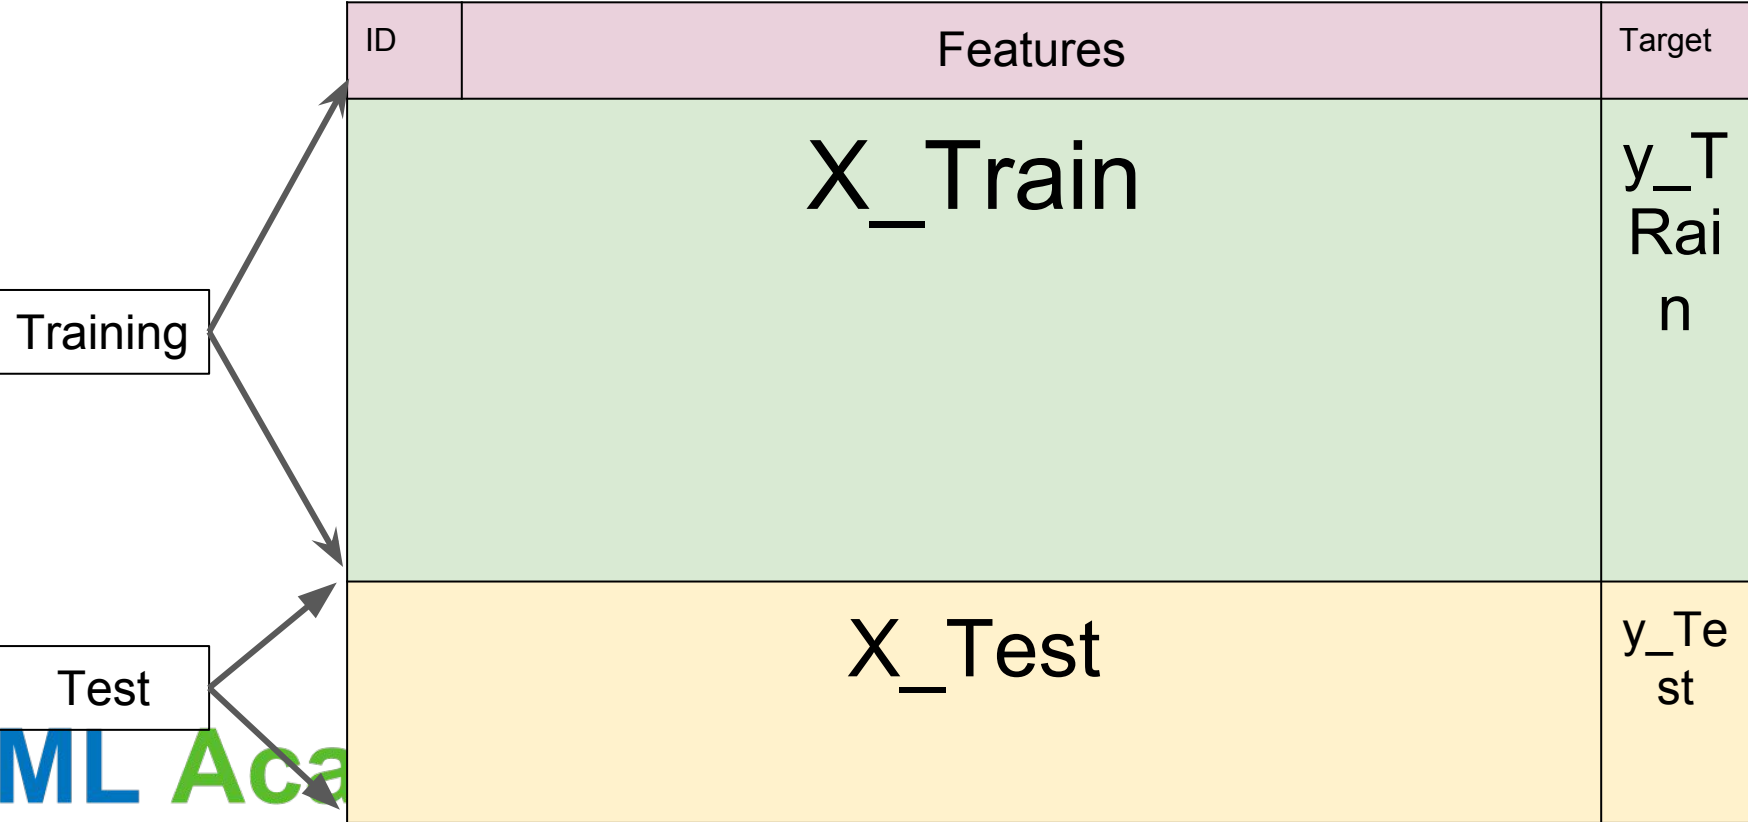 ID
Features
Target
X_Train
y_T
Rai
n
Training
X_Test
y_Te
st
Test
ML